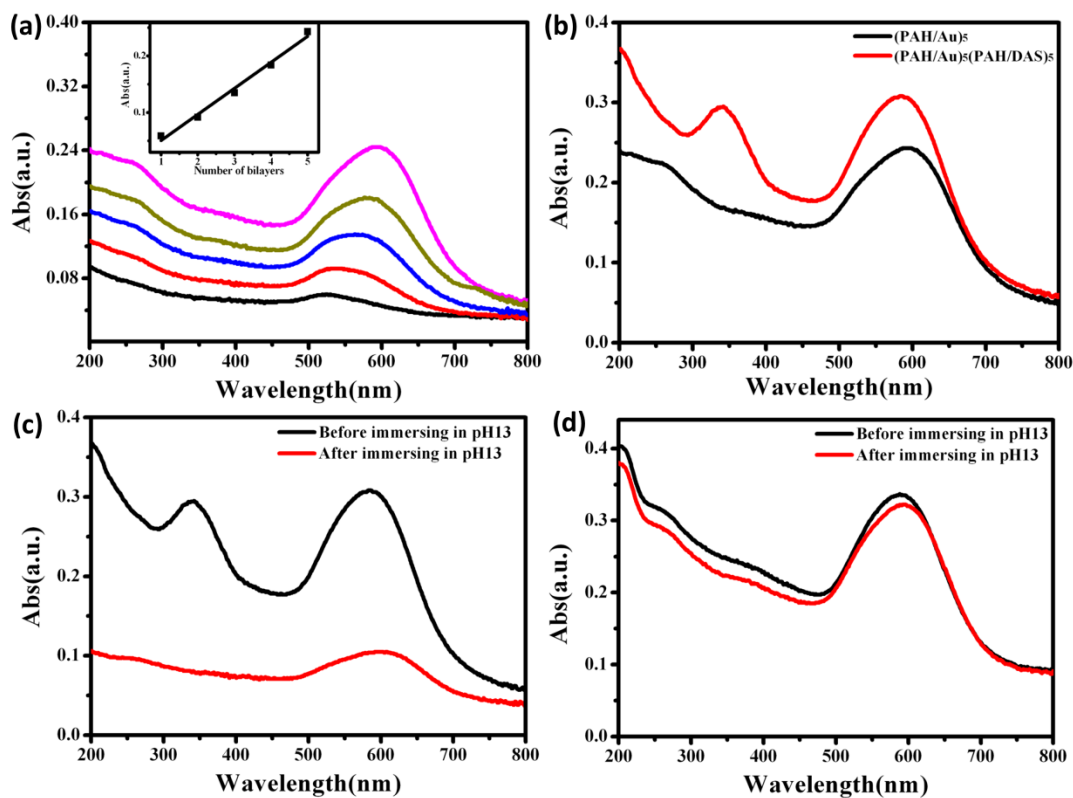 (a)
0.40
0.32
0.24
0.16
0.08
Abs(a.u.)
200 300 400 500 600 700 800
Wavelength(nm)
0.2
0.1
Abs(a.u.)
1 2 3 4 5
Number of bilayers
(b)
(PAH/Au)₅
(PAH/Au)₅(PAH/DAS)₅
0.4
0.3
0.2
0.1
0.0
Abs(a.u.)
200 300 400 500 600 700 800
Wavelength(nm)
(c)
Before immersing in pH13
After immersing in pH13
0.4
0.3
0.2
0.1
0.0
Abs(a.u.)
200 300 400 500 600 700 800
Wavelength(nm)
(d)
Before immersing in pH13
After immersing in pH13
0.4
0.3
0.2
0.1
0.0
Abs(a.u.)
200 300 400 500 600 700 800
Wavelength(nm)